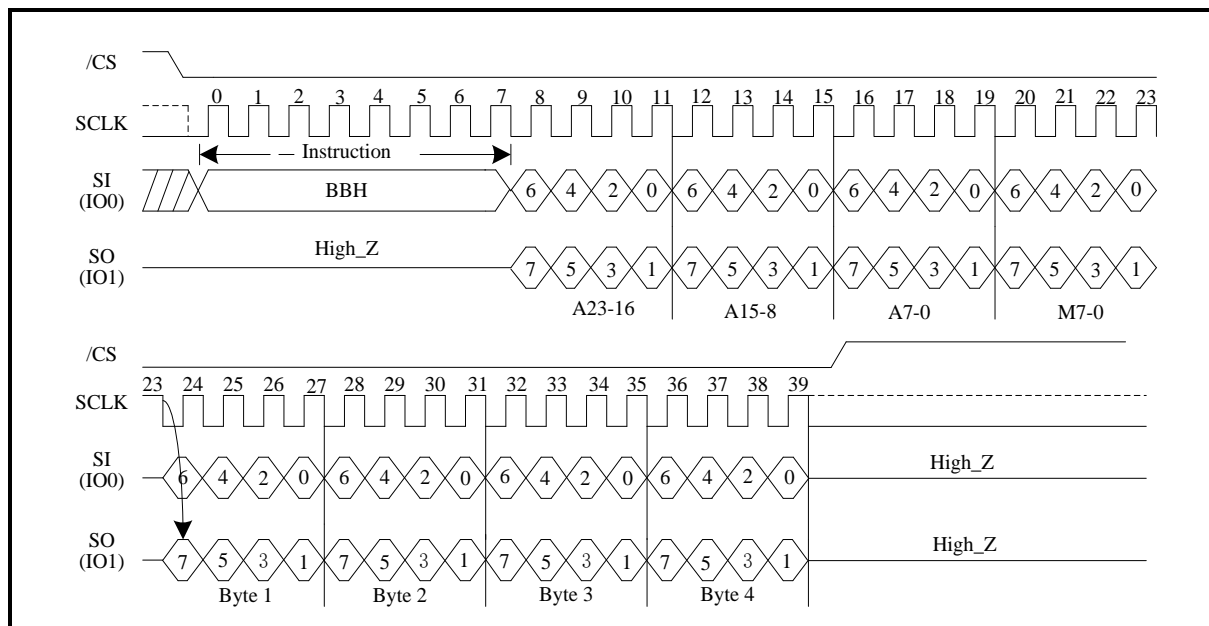 /CS
0 1 2 3 4 5 6 7 8 9 10 11 12 13 14 15 16 17 18 19 20 21 22 23
SCLK
Instruction
SI
(IO0)
BBH
6 4 2 0 6 4 2 0 6 4 2 0 6 4 2 0
SO
(IO1)
High_Z
7 5 3 1 7 5 3 1 7 5 3 1 7 5 3 1
A23-16 A15-8 A7-0 M7-0
/CS
23 24 25 26 27 28 29 30 31 32 33 34 35 36 37 38 39
SCLK
SI
(IO0)
6 4 2 0 6 4 2 0 6 4 2 0 6 4 2 0
High_Z
SO
(IO1)
7 5 3 1 7 5 3 1 7 5 3 1 7 5 3 1
High_Z
Byte 1 Byte 2 Byte 3 Byte 4